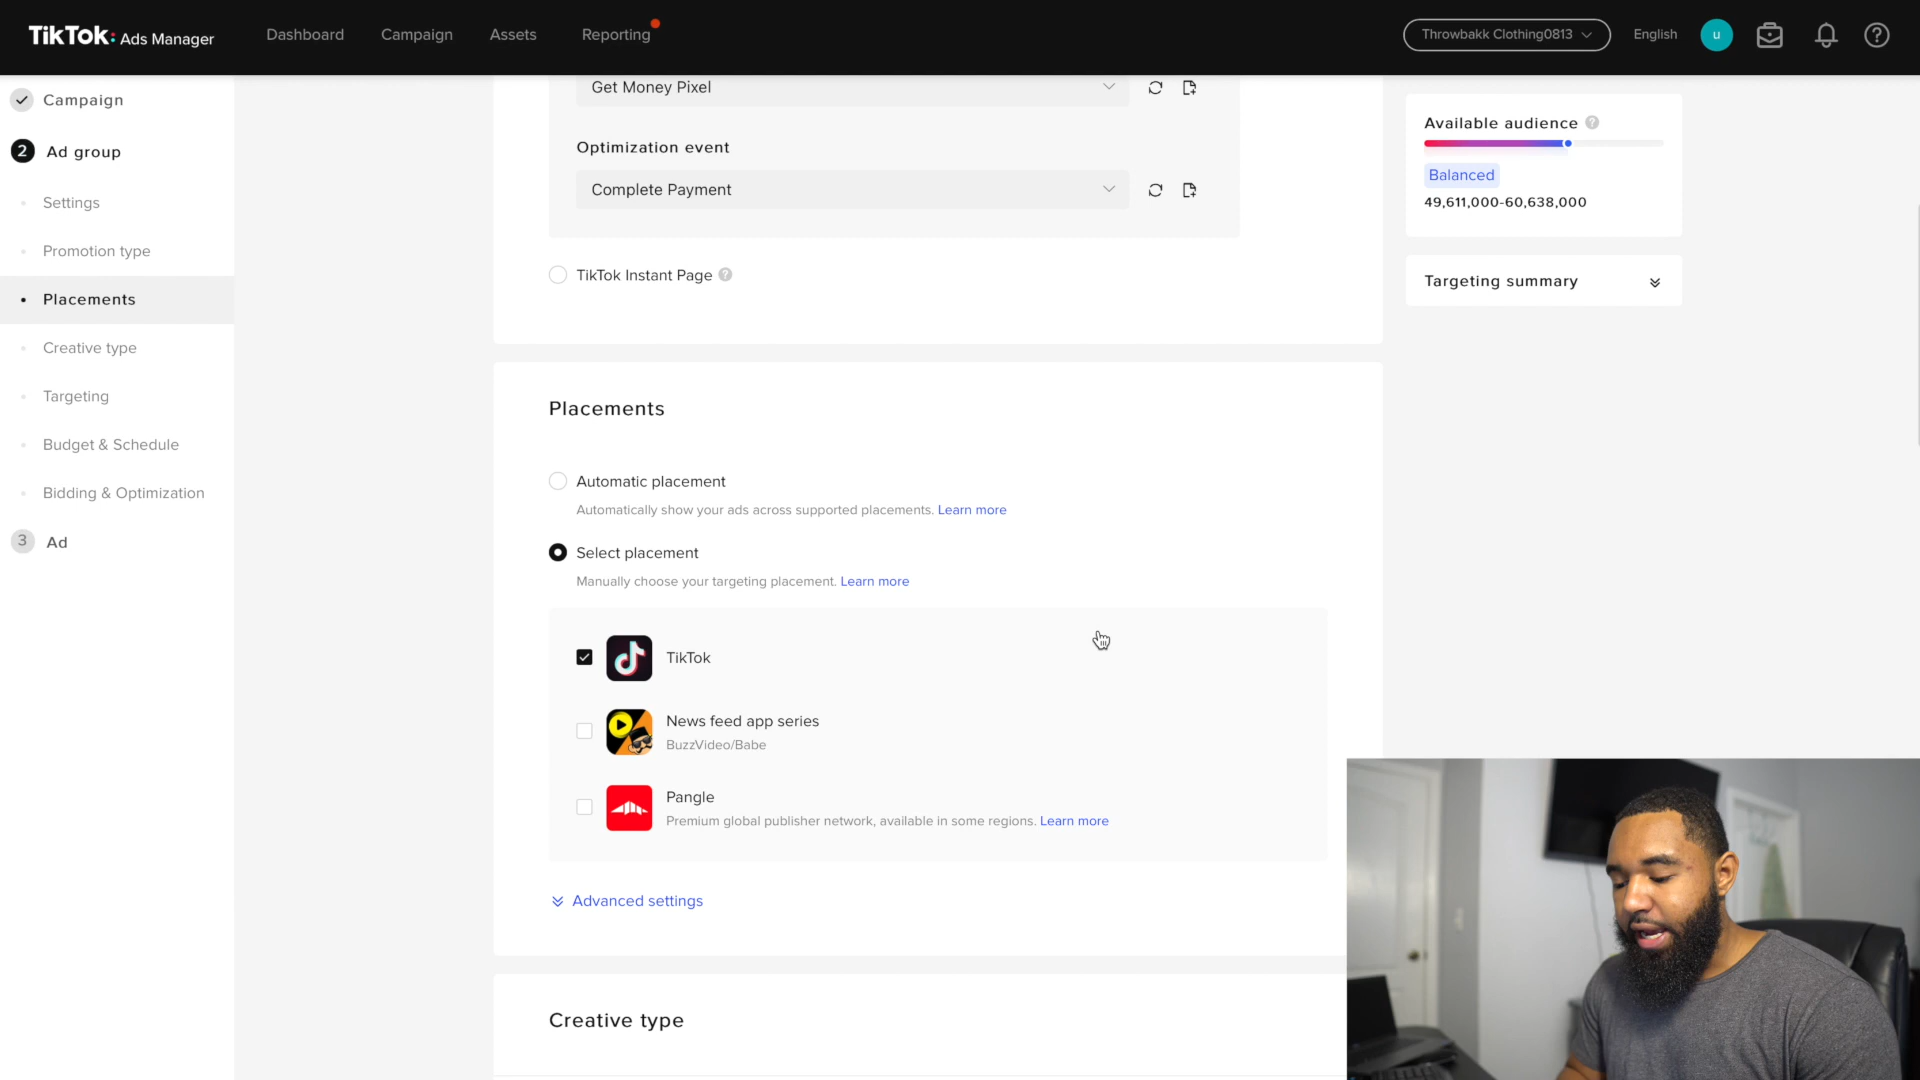 TikTok: Ads Manager
Dashboard
Campaign
Assets
Reporting
Throwbakk Clothing0813
English
u
Campaign
2 Ad group
Settings
Promotion type
Placements
Creative type
Targeting
Budget & Schedule
Bidding & Optimization
3 Ad
Get Money Pixel
Optimization event
Complete Payment
TikTok Instant Page
Placements
Automatic placement
Automatically show your ads across supported placements. Learn more
Select placement
Manually choose your targeting placement. Learn more
TikTok
News feed app series
BuzzVideo/Babe
Pangle
Premium global publisher network, available in some regions. Learn more
Advanced settings
Creative type
Available audience
Balanced
49,611,000-60,638,000
Targeting summary